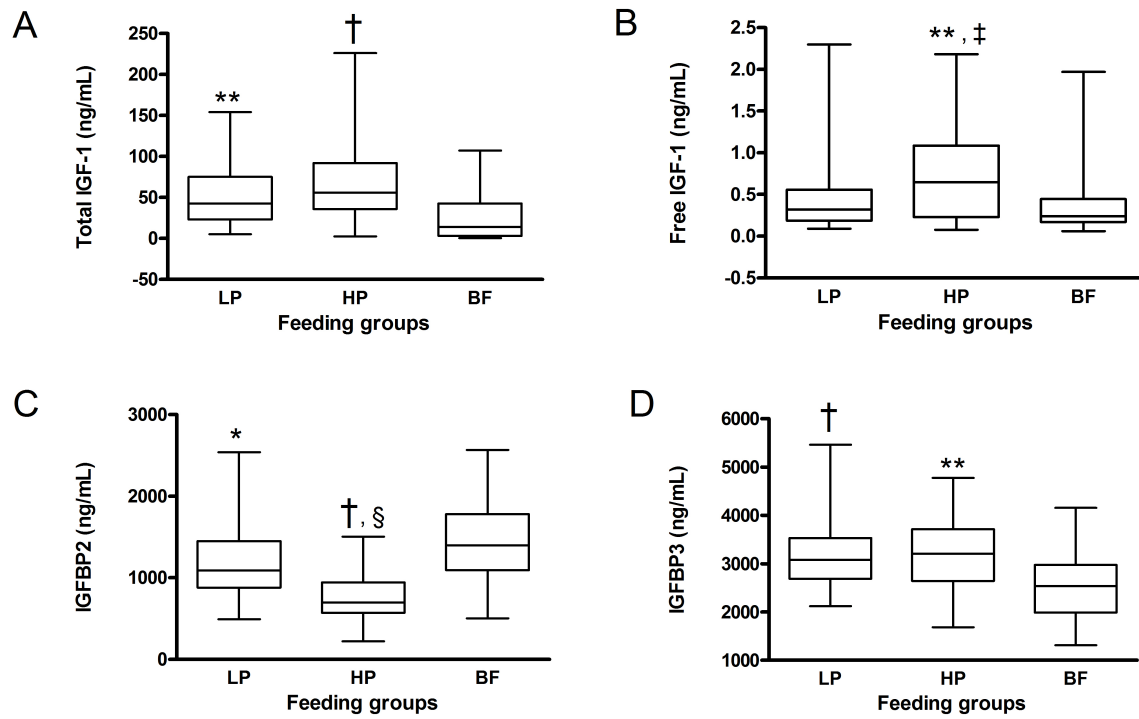 A
Total IGF-1 (ng/mL)
250
200
150
100
50
0
-50
**
†
LP HP BF
Feeding groups
B
Free IGF-1 (ng/mL)
2.5
2.0
1.5
1.0
0.5
0.0
-0.5
** , ‡
LP HP BF
Feeding groups
C
IGFBP2 (ng/mL)
3000
2000
1000
0
*
† , §
LP HP BF
Feeding groups
D
IGFBP3 (ng/mL)
6000
5000
4000
3000
2000
1000
†
**
LP HP BF
Feeding groups